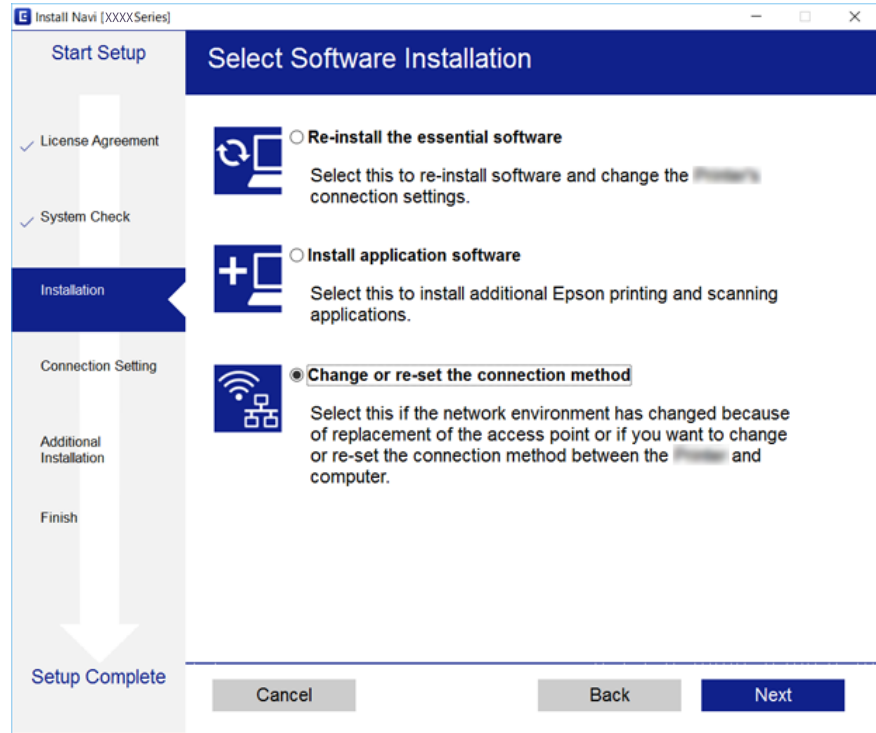 E Install Navi [XXXX Series]
Start Setup
License Agreement
System Check
Installation
Connection Setting
Additional
Installation
Finish
Setup Complete
Select Software Installation
Re-install the essential software
Select this to re-install software and change the
connection settings.
Install application software
Select this to install additional Epson printing and scanning
applications.
Change or re-set the connection method
Select this if the network environment has changed because
of replacement of the access point or if you want to change
or re-set the connection method between the and
computer.
Cancel
Back
Next